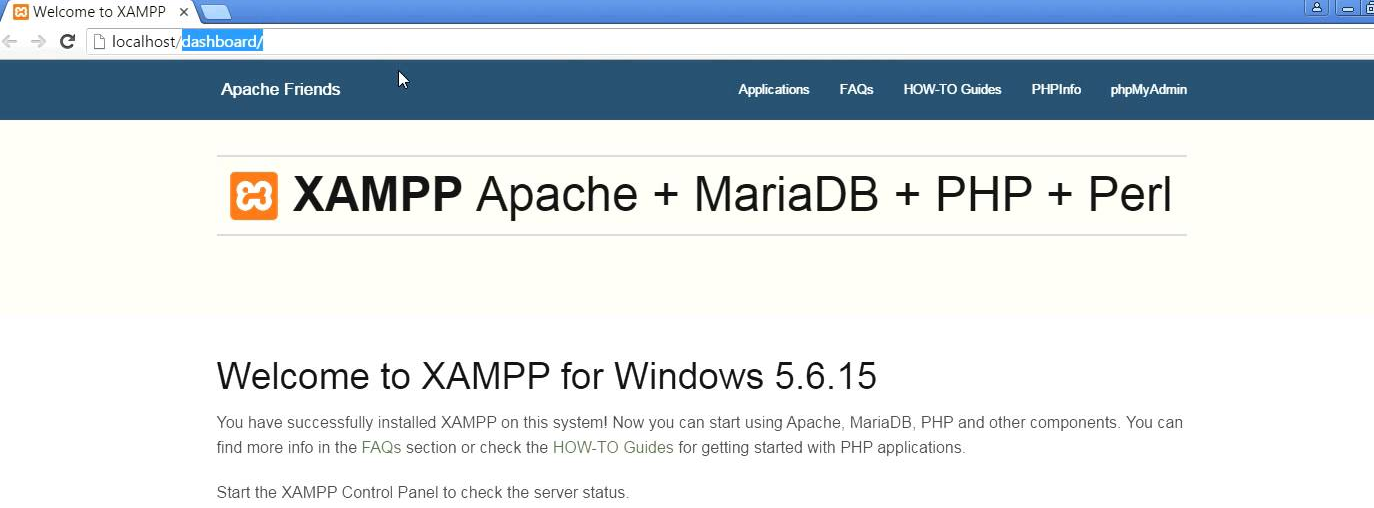 Welcome to XAMPP
localhost/dashboard/
Apache Friends Applications FAQs HOW-TO Guides PHPInfo phpMyAdmin
XAMPP Apache + MariaDB + PHP + Perl
Welcome to XAMPP for Windows 5.6.15
You have successfully installed XAMPP on this system! Now you can start using Apache, MariaDB, PHP and other components. You can
find more info in the FAQs section or check the HOW-TO Guides for getting started with PHP applications.
Start the XAMPP Control Panel to check the server status.